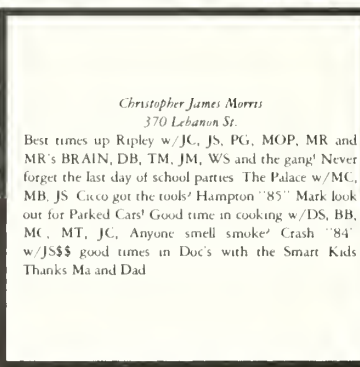 Christopher James Morris
370 Lebanon St.
Best times up Ripley w/JC, JS, PG, MOP, MR and
MR's BRAIN, DB, TM, JM, WS and the gang! Never
forget the last day of school parties The Palace w/MC,
MB, JS Cicco got the tools? Hampton "85" Mark look
out for Parked Cars! Good time in cooking w/DS, BB,
MC, MT, JC, Anyone smell smoke? Crash "84"
w/JS$$ good times in Doc's with the Smart Kids
Thanks Ma and Dad